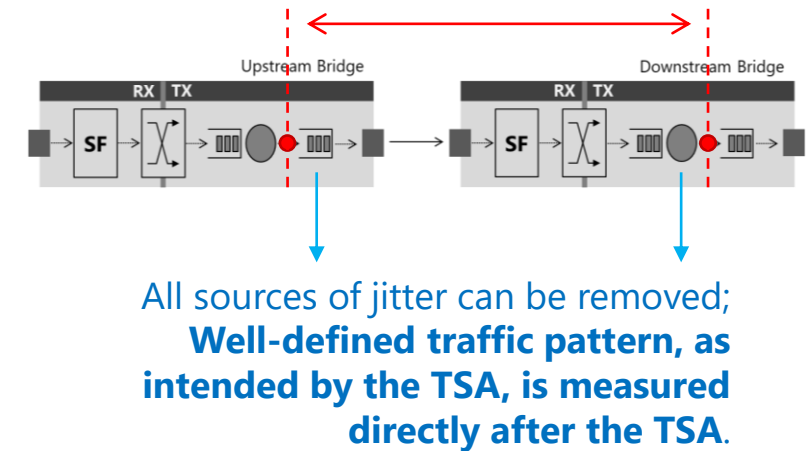 Upstream Bridge
Downstream Bridge
RX TX
RX TX
SF
SF
All sources of jitter can be removed;
Well-defined traffic pattern, as
intended by the TSA, is measured
directly after the TSA.